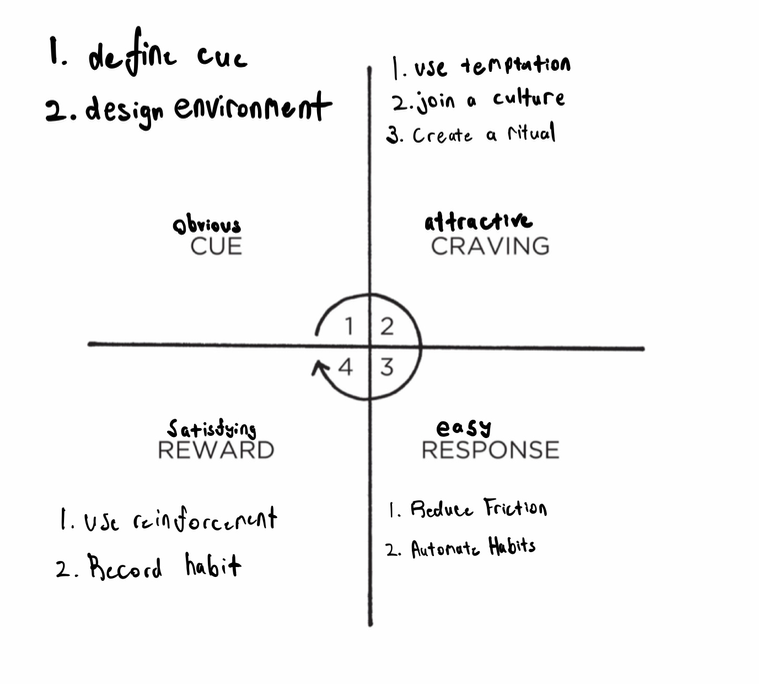 1. define cue
2. design environment
obvious
CUE
1. use temptation
2. join a culture
3. Create a ritual
attractive
CRAVING
1
2
4
3
Satisfying
REWARD
1. use reinforcement
2. Record habit
easy
RESPONSE
1. Reduce Friction
2. Automate Habits